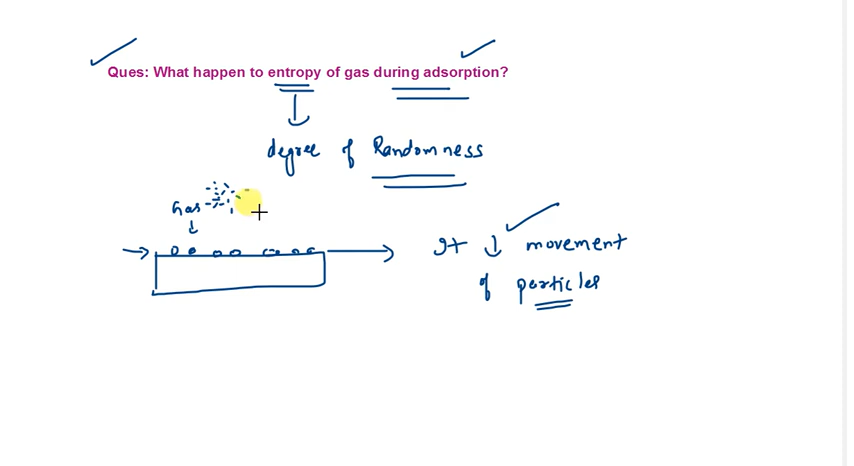 Ques: What happen to entropy of gas during adsorption?
degree of Randomness
Gas
It ↓ movement
of particles